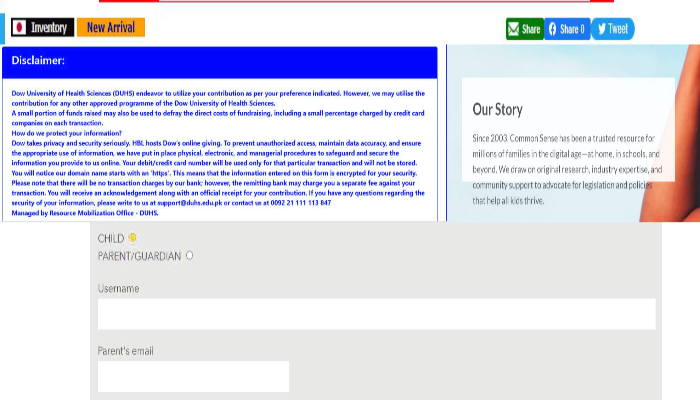 Inventory New Arrival
Share Share 0 Tweet
Disclaimer:
Dow University of Health Sciences (DUHS) endeavor to utilize your contribution as per your preference indicated. However, we may utilise the
contribution for any other approved programme of the Dow University of Health Sciences.
A small portion of funds raised may also be used to defray the direct costs of fundraising, including a small percentage charged by credit card
companies on each transaction.
How do we protect your information?
Dow takes privacy and security seriously. HBL hosts Dow's online giving. To prevent unauthorized access, maintain data accuracy, and ensure
the appropriate use of information, we have put in place physical, electronic, and managerial procedures to safeguard and secure the
information you provide to us online. Your debit/credit card number will be used only for that particular transaction and will not be stored.
You will notice our domain name starts with an 'https'. This means that the information entered on this form is encrypted for your security.
Please note that there will be no transaction charges by our bank; however, the remitting bank may charge you a separate fee against your
transaction. You will receive an acknowledgement along with an official receipt for your contribution. If you have any questions regarding the
security of your information, please write to us at support@duhs.edu.pk or contact us at 0092 21 111 113 847
Managed by Resource Mobilization Office - DUHS.
Our Story
Since 2003, Common Sense has been a trusted resource for
millions of families in the digital age—at home, in schools, and
beyond. We draw on original research, industry expertise, and
community support to advocate for legislation and policies
that help all kids thrive.
CHILD
PARENT/GUARDIAN
Username
Parent's email